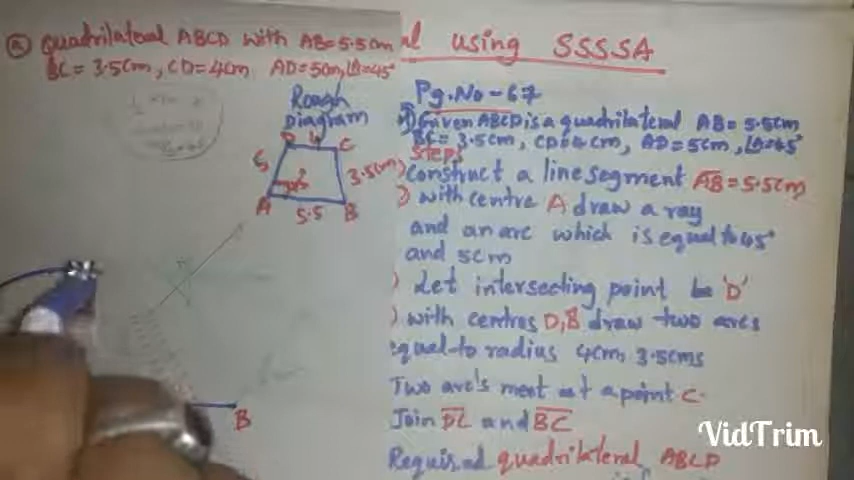 (a) quadrilateral ABCD with AB=5.5cm
BC = 3.5cm, CD=4cm AD=5cm, ∠A=45°
al using SSSSA
Rough
Diagram
D 4 C
5
3.5cm
A 5.5 B
Pg.No-67
Given ABCD is a quadrilateral AB= 5.5cm
BC= 3.5cm, CD=4cm, AD=5cm, ∠A=45°
Steps
) construct a line segment AB=5.5cm
) with centre A draw a ray
and an arc which is equal to 45°
and 5cm
) Let intersecting point be 'D'
) with centres D,B draw two arcs
equal to radius 4cm, 3.5cms
Two arc's meet at a point C.
Join DC and BC
Required quadrilateral ABCD
B
VidTrim